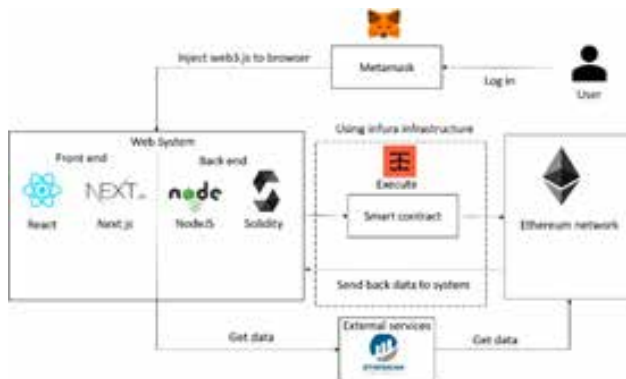 Inject web3.js to browser
Metamask
Log in
User
Web System
Front end
Back end
Using infura infrastructure
NEXT
node
Execute
React
Next.js
NodeJS
Solidity
Smart contract
Ethereum network
Send back data to system
Get data
External services
Get data